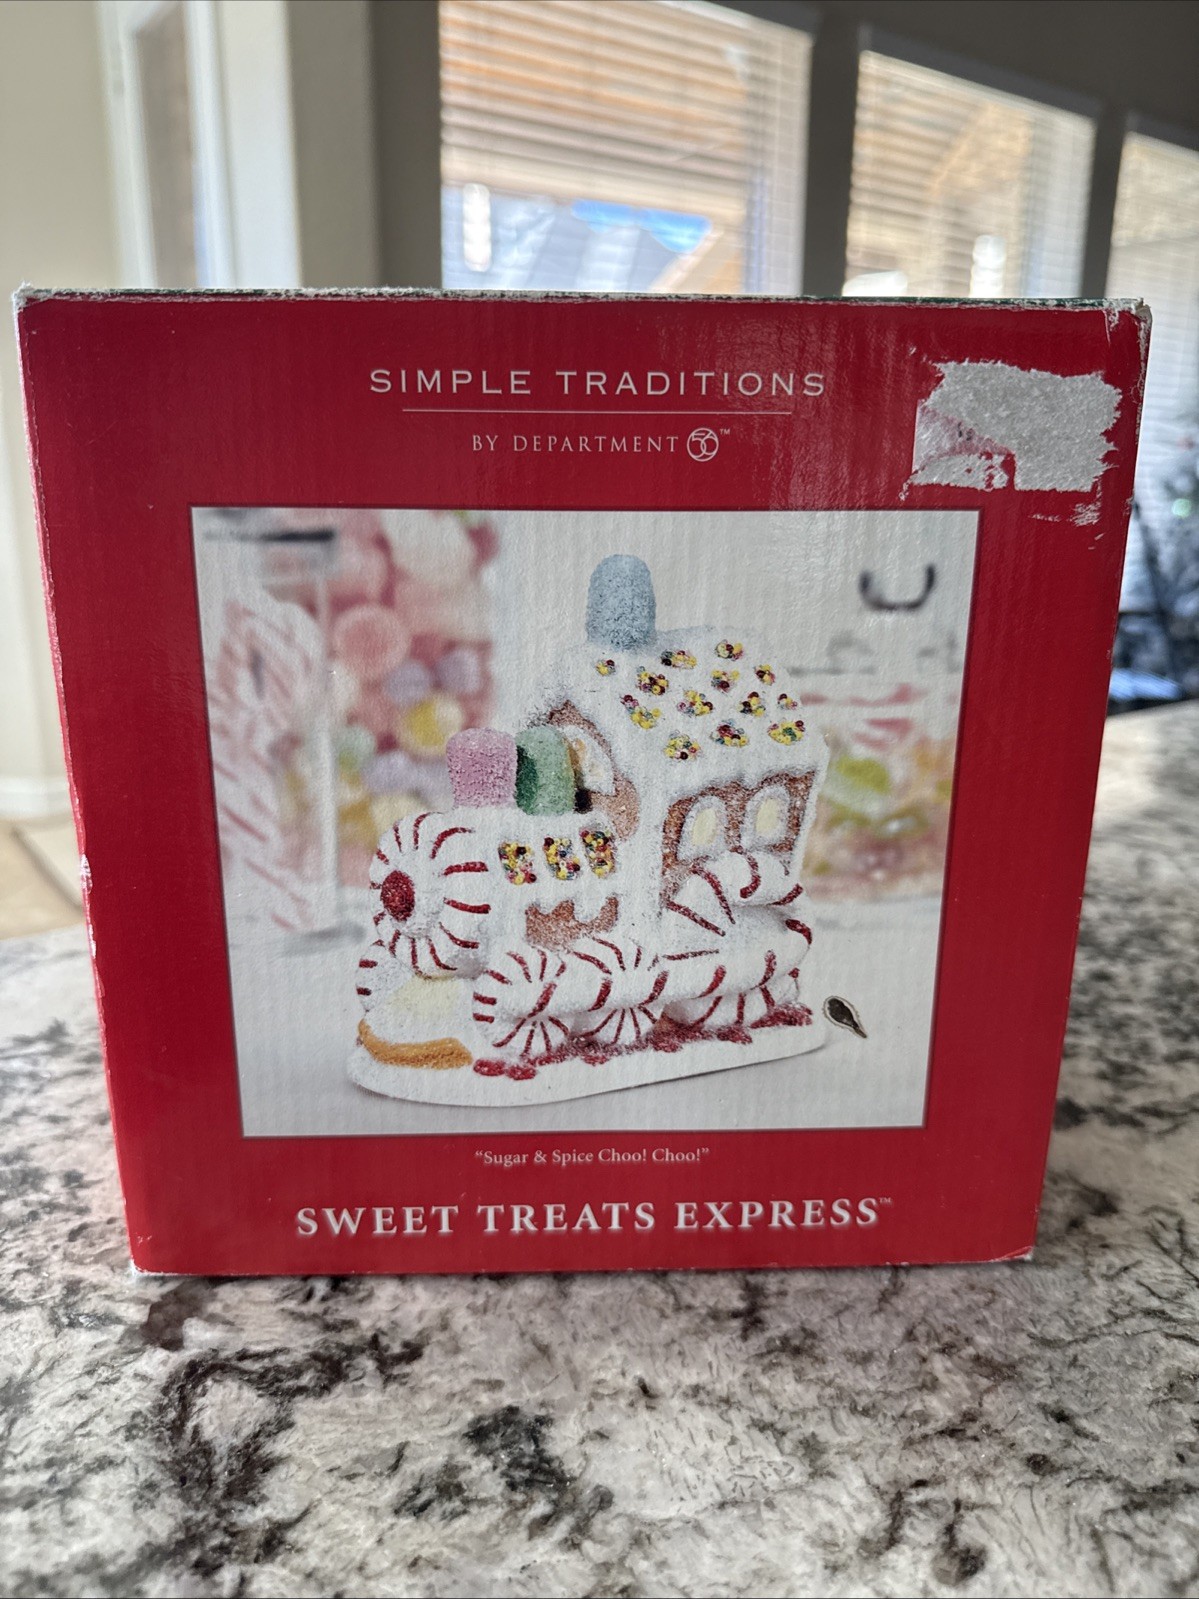 SIMPLE TRADITIONS
BY DEPARTMENT 56™
"Sugar & Spice Choo! Choo!"
SWEET TREATS EXPRESS™